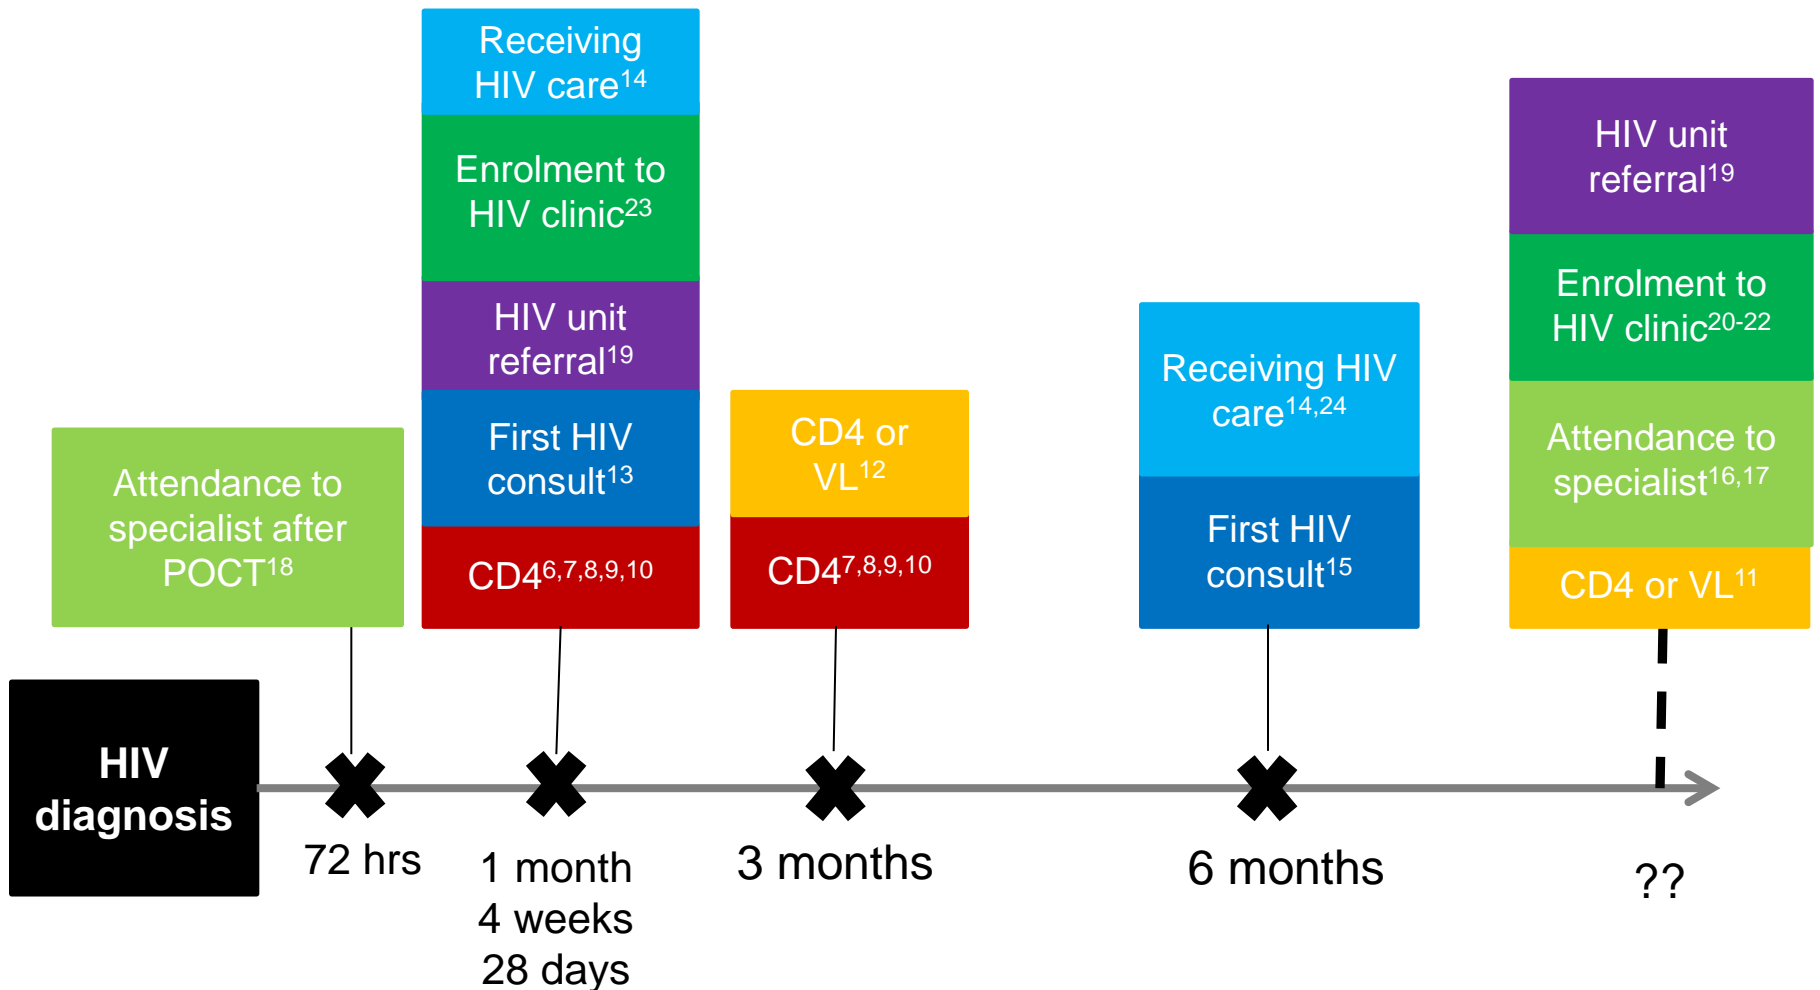 Receiving
HIV care14
Enrolment to
HIV clinic23
HIV unit
referral19
First HIV
consult13
CD46,7,8,9,10
Attendance to
specialist after
POCT18
CD4 or
VL12
CD47,8,9,10
Receiving HIV
care14,24
First HIV
consult15
HIV unit
referral19
Enrolment to
HIV clinic20-22
Attendance to
specialist16,17
CD4 or VL11
HIV
diagnosis
72 hrs
1 month
4 weeks
28 days
3 months
6 months
??